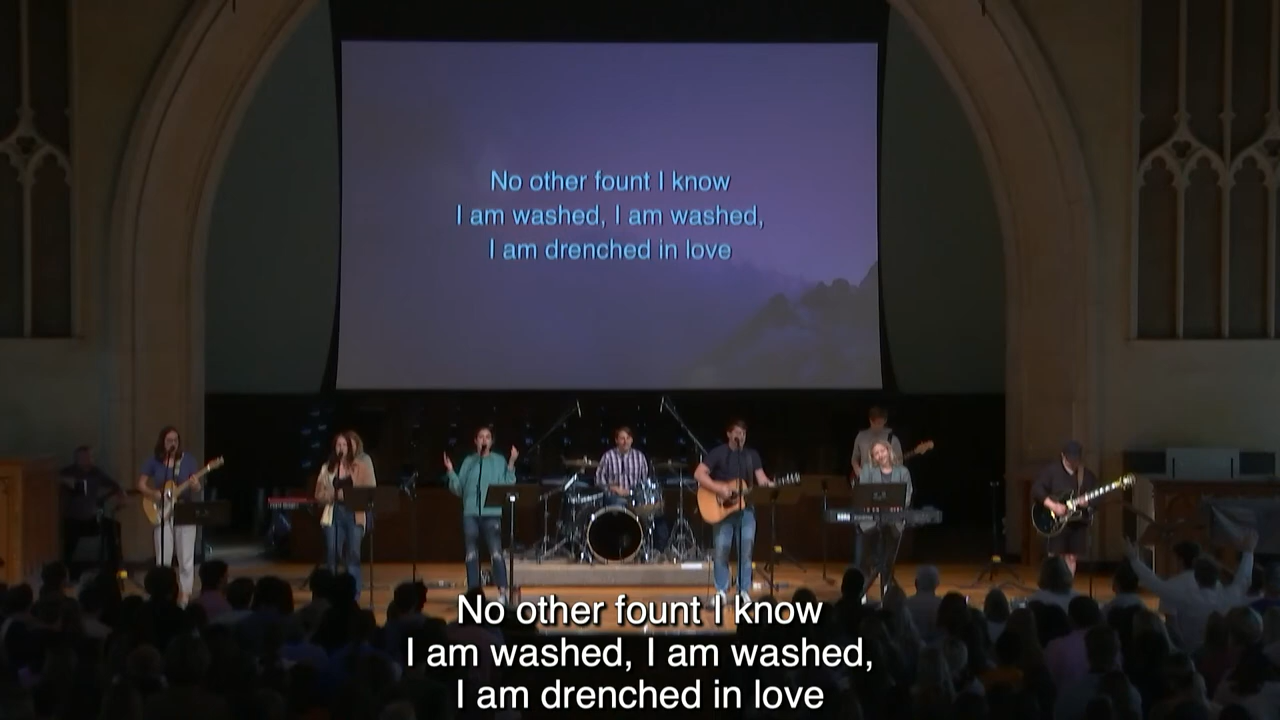 No other fount I know
I am washed, I am washed,
I am drenched in love
No other fount I know
I am washed, I am washed,
I am drenched in love